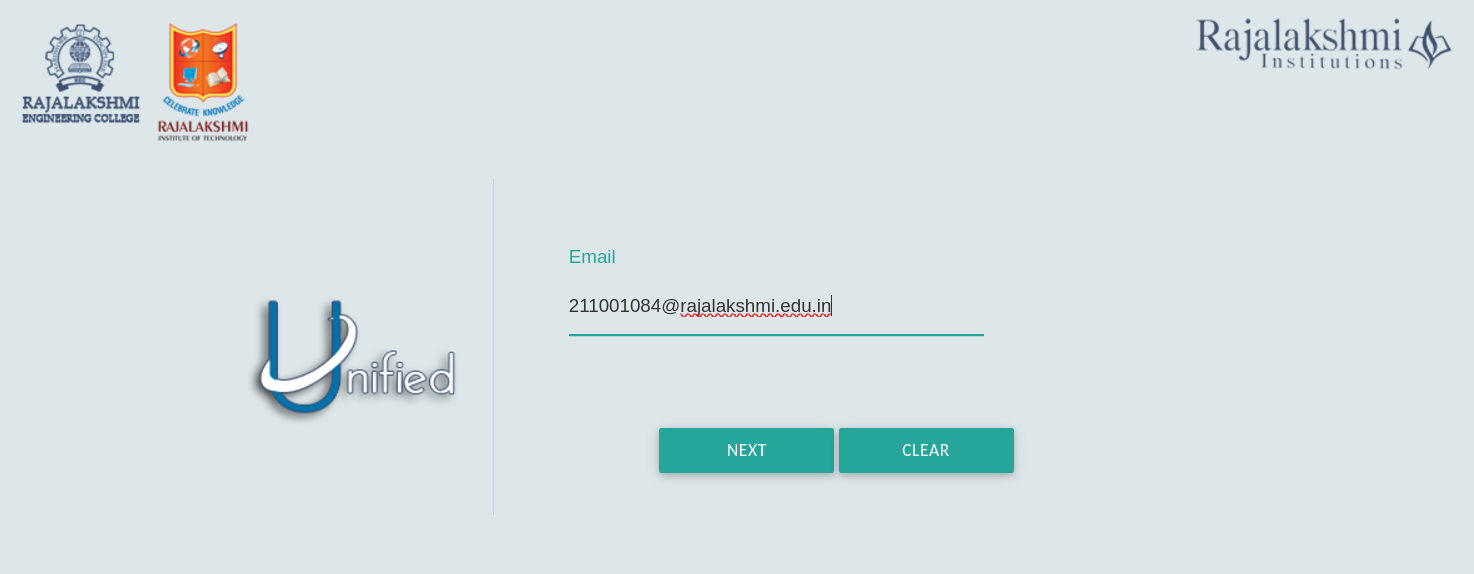 RAJALAKSHMI
ENGINEERING COLLEGE
CELEBRATE KNOWLEDGE
RAJALAKSHMI
INSTITUTE OF TECHNOLOGY
Rajalakshmi
Institutions
Unified
Email
211001084@rajalakshmi.edu.in
NEXT
CLEAR